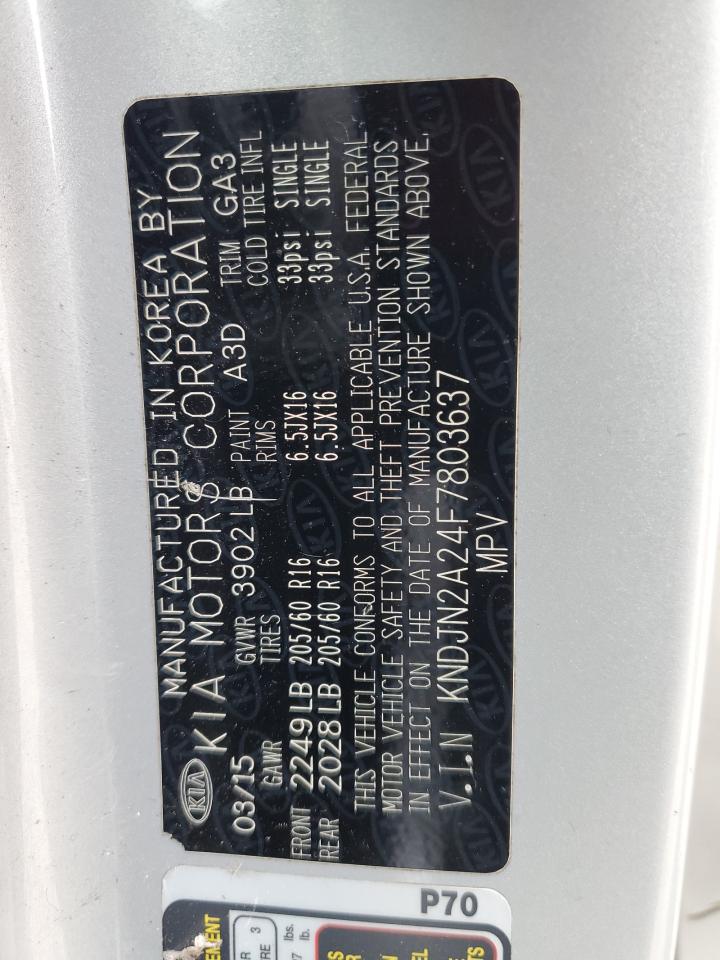 MANUFACTURED IN KOREA BY
KIA KIA MOTORS CORPORATION
03/15 GVWR 3902 LB PAINT A3D TRIM GA3
GAWR TIRES RIMS COLD TIRE INFL
FRONT 2249LB 205/60 R16 6.5JX16 33psi SINGLE
REAR 2028LB 205/60 R16 6.5JX16 33psi SINGLE
THIS VEHICLE CONFORMS TO ALL APPLICABLE U.S.A. FEDERAL
MOTOR VEHICLE SAFETY AND THEFT PREVENTION STANDARDS
IN EFFECT ON THE DATE OF MANUFACTURE SHOWN ABOVE.
V.I.N KNDJN2A24F7803637
MPV
P70